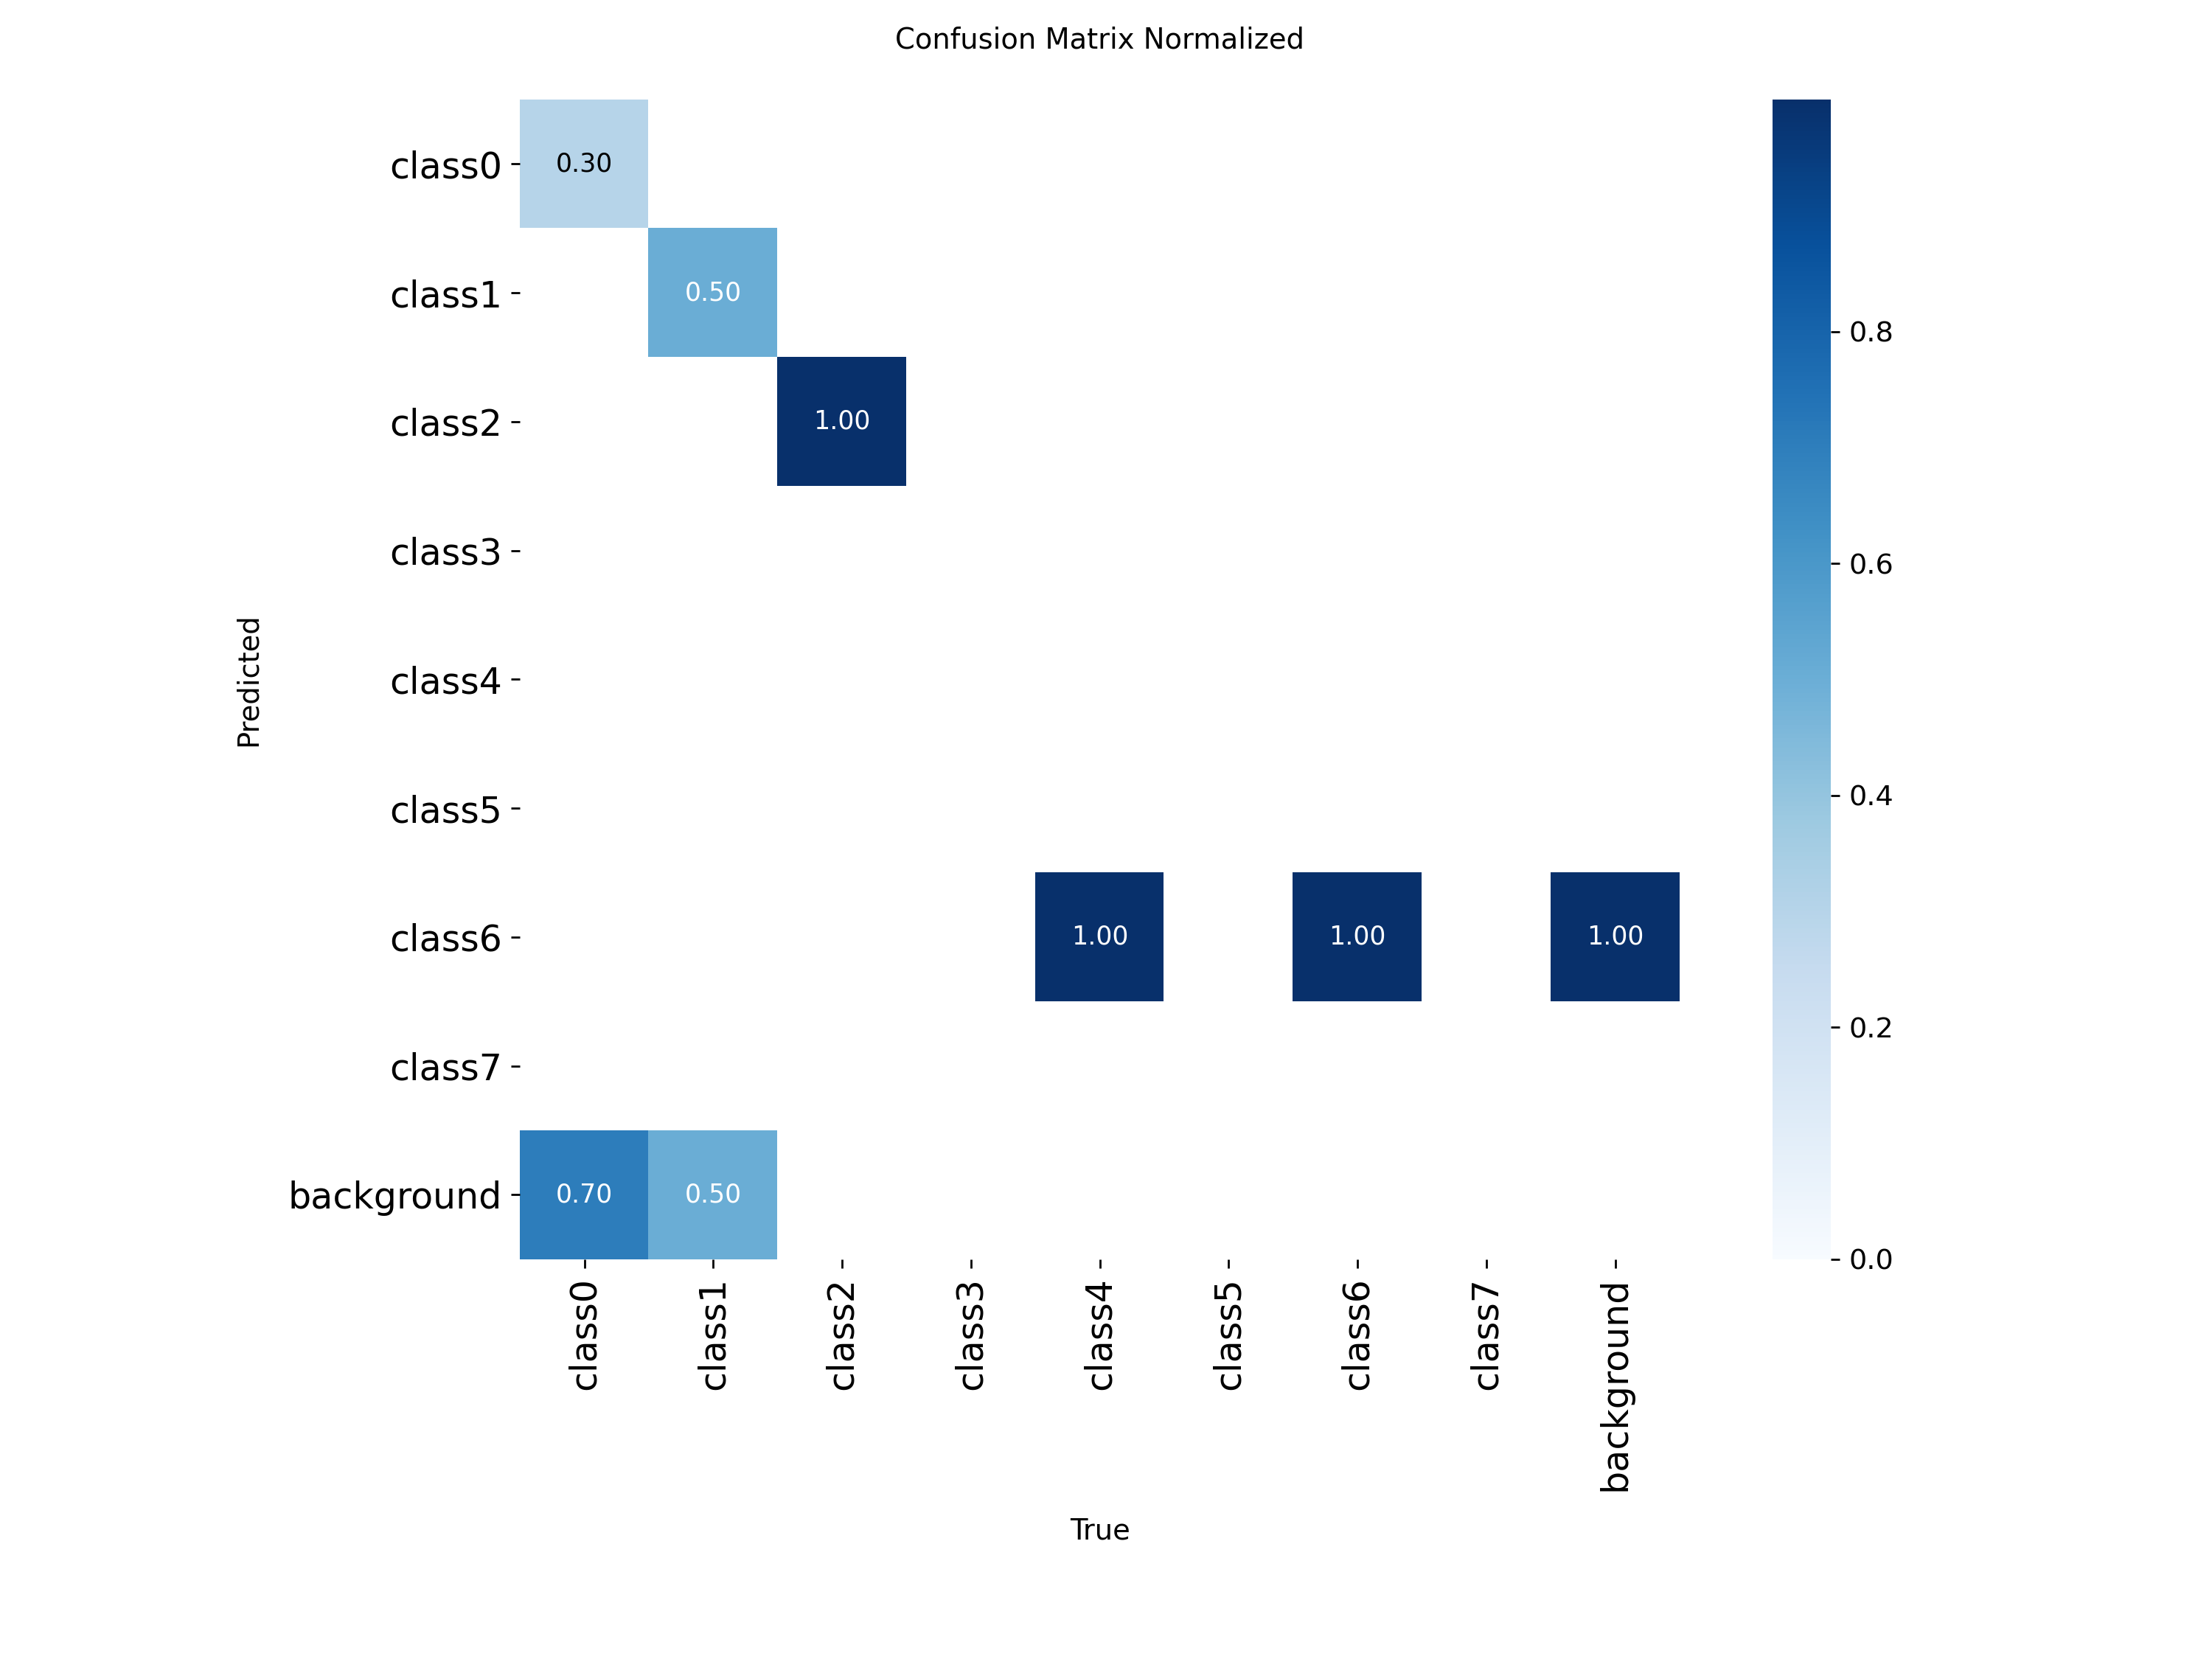 Confusion Matrix Normalized
class0
0.30
class1
0.50
0.8
class2
1.00
class3
0.6
Predicted
class4
class5
0.4
class6
1.00 1.00 1.00
0.2
class7
background
0.70 0.50
0.0
class0 class1 class2 class3 class4 class5 class6 class7 background
True